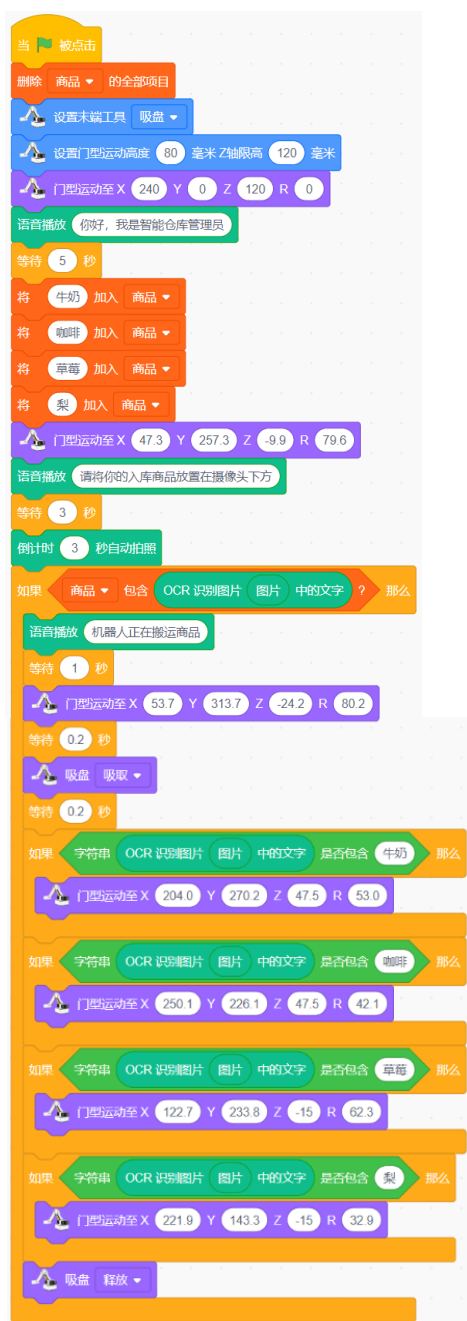 当 被点击
删除 商品 的全部项目
设置末端工具 吸盘
设置门型运动高度 80 毫米 Z轴限高 120 毫米
门型运动至 X 240 Y 0 Z 120 R 0
语音播放 你好，我是智能仓库管理员
等待 5 秒
将 牛奶 加入 商品
将 咖啡 加入 商品
将 草莓 加入 商品
将 梨 加入 商品
门型运动至 X 47.3 Y 257.3 Z -9.9 R 79.6
语音播放 请将你的入库商品放置在摄像头下方
等待 3 秒
倒计时 3 秒自动拍照
如果 商品 包含 OCR 识别图片 图片 中的文字 ? 那么
语音播放 机器人正在搬运商品
等待 1 秒
门型运动至 X 53.7 Y 313.7 Z -24.2 R 80.2
等待 0.2 秒
吸盘 吸取
等待 0.2 秒
如果 字符串 OCR 识别图片 图片 中的文字 是否包含 牛奶 那么
门型运动至 X 204.0 Y 270.2 Z 47.5 R 53.0
如果 字符串 OCR 识别图片 图片 中的文字 是否包含 咖啡 那么
门型运动至 X 250.1 Y 226.1 Z 47.5 R 42.1
如果 字符串 OCR 识别图片 图片 中的文字 是否包含 草莓 那么
门型运动至 X 122.7 Y 233.8 Z -15 R 62.3
如果 字符串 OCR 识别图片 图片 中的文字 是否包含 梨 那么
门型运动至 X 221.9 Y 143.3 Z -15 R 32.9
吸盘 释放